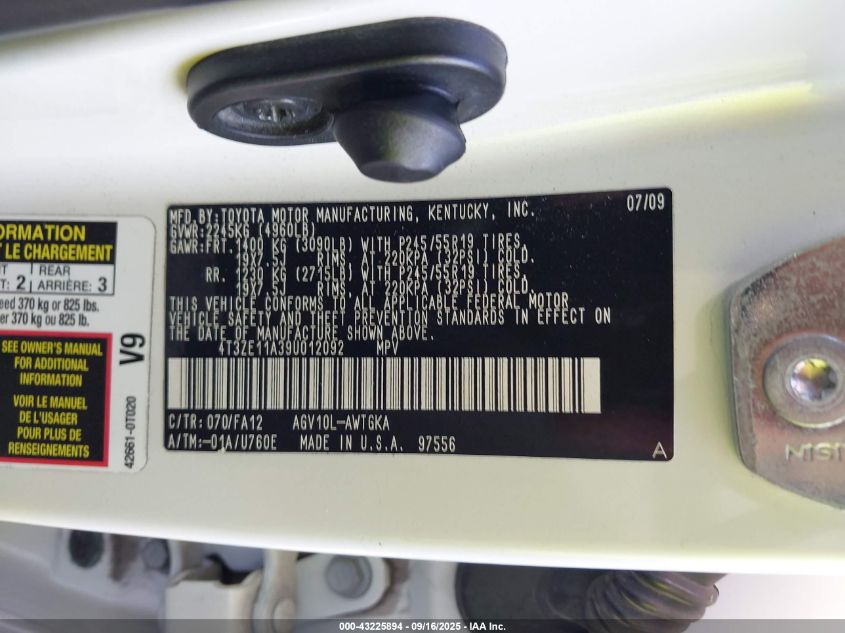 MFD. BY: TOYOTA MOTOR MANUFACTURING, KENTUCKY, INC. 07/09
GVWR: 2245KG (4960LB)
GAWR: FRT. 1400 KG (3090LB) WITH P245/55R19 TIRES,
19X7.5J RIMS, AT 220KPA (32PSI) COLD.
RR. 1230 KG (2715LB) WITH P245/55R19 TIRES,
19X7.5J RIMS, AT 220KPA (32PSI) COLD.
THIS VEHICLE CONFORMS TO ALL APPLICABLE FEDERAL MOTOR
VEHICLE SAFETY AND THEFT PREVENTION STANDARDS IN EFFECT ON
THE DATE OF MANUFACTURE SHOWN ABOVE.
4T3ZE11A39U012092 MPV
C/TR: 070/FA12 AGV10L-AWTGKA
A/TM:-01A/U760E MADE IN U.S.A. 97556
A
ORMATION
T LE CHARGEMENT
REAR
2 ARRIÈRE: 3
eed 370 kg or 825 lbs.
er 370 kg ou 825 lb.
SEE OWNER'S MANUAL
FOR ADDITIONAL
INFORMATION
VOIR LE MANUEL
DE L'USAGER
POUR PLUS DE
RENSEIGNEMENTS
V9
42661-0T020
NISI
000-43225894 - 09/16/2025 - IAA, Inc.